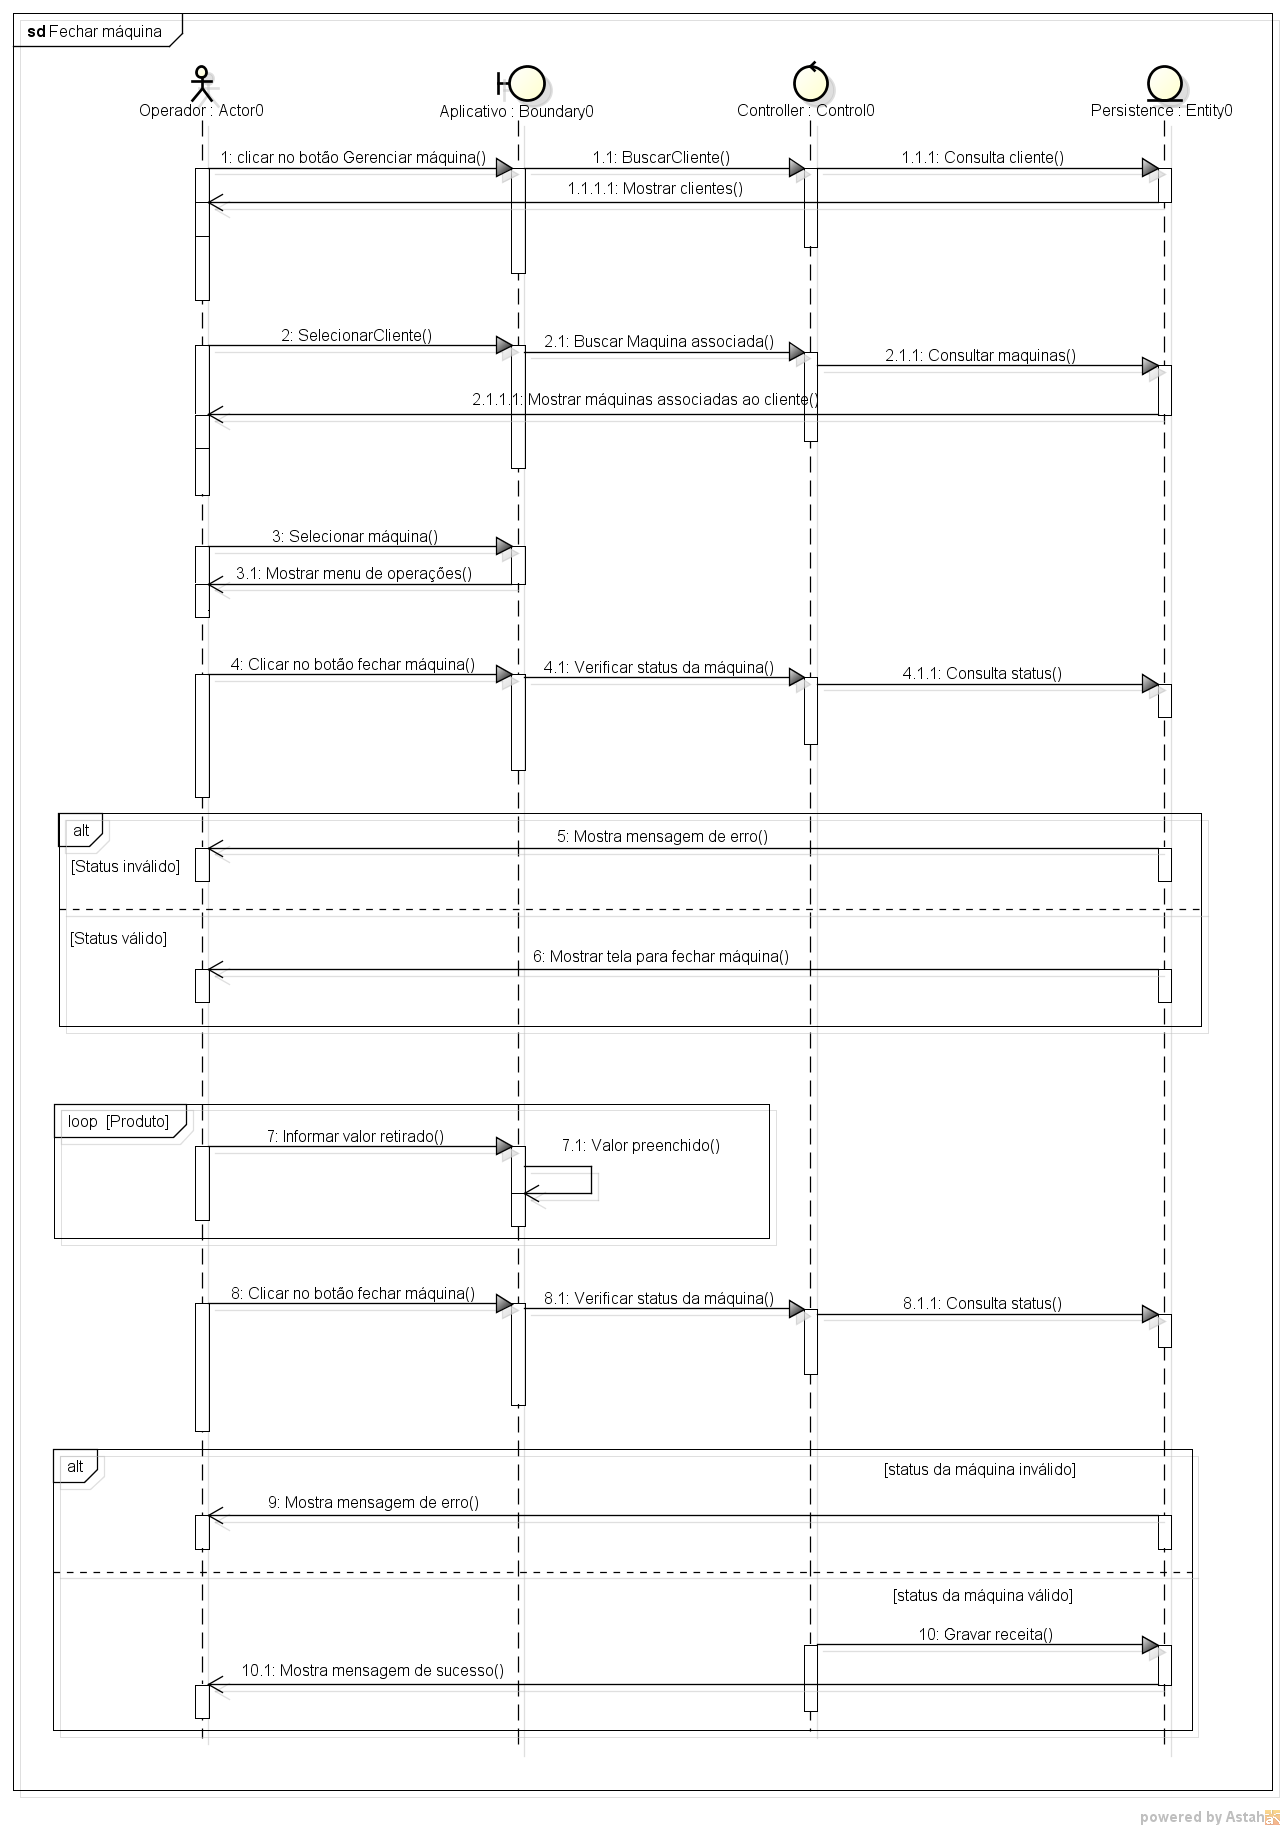 sd Fechar máquina
Operador : Actor0
Aplicativo : Boundary0
Controller : Control0
Persistence : Entity0
1: clicar no botão Gerenciar máquina()
1.1: BuscarCliente()
1.1.1: Consulta cliente()
1.1.1.1: Mostrar clientes()
2: SelecionarCliente()
2.1: Buscar Maquina associada()
2.1.1: Consultar maquinas()
2.1.1.1: Mostrar máquinas associadas ao cliente()
3: Selecionar máquina()
3.1: Mostrar menu de operações()
4: Clicar no botão fechar máquina()
4.1: Verificar status da máquina()
4.1.1: Consulta status()
alt
5: Mostra mensagem de erro()
[Status inválido]
[Status válido]
6: Mostrar tela para fechar máquina()
loop [Produto]
7: Informar valor retirado()
7.1: Valor preenchido()
8: Clicar no botão fechar máquina()
8.1: Verificar status da máquina()
8.1.1: Consulta status()
alt
[status da máquina inválido]
9: Mostra mensagem de erro()
[status da máquina válido]
10: Gravar receita()
10.1: Mostra mensagem de sucesso()
powered by Astah